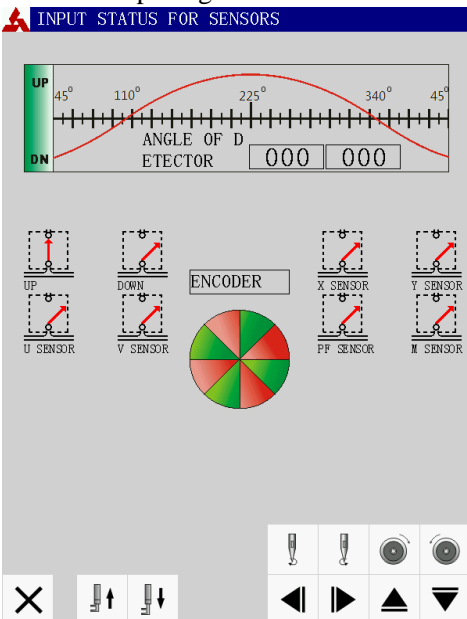 INPUT STATUS FOR SENSORS
UP
45° 110° 225° 340° 45°
ANGLE OF D
ETECTOR 000 000
DN
UP DOWN X SENSOR Y SENSOR
ENCODER
U SENSOR V SENSOR PF SENSOR M SENSOR